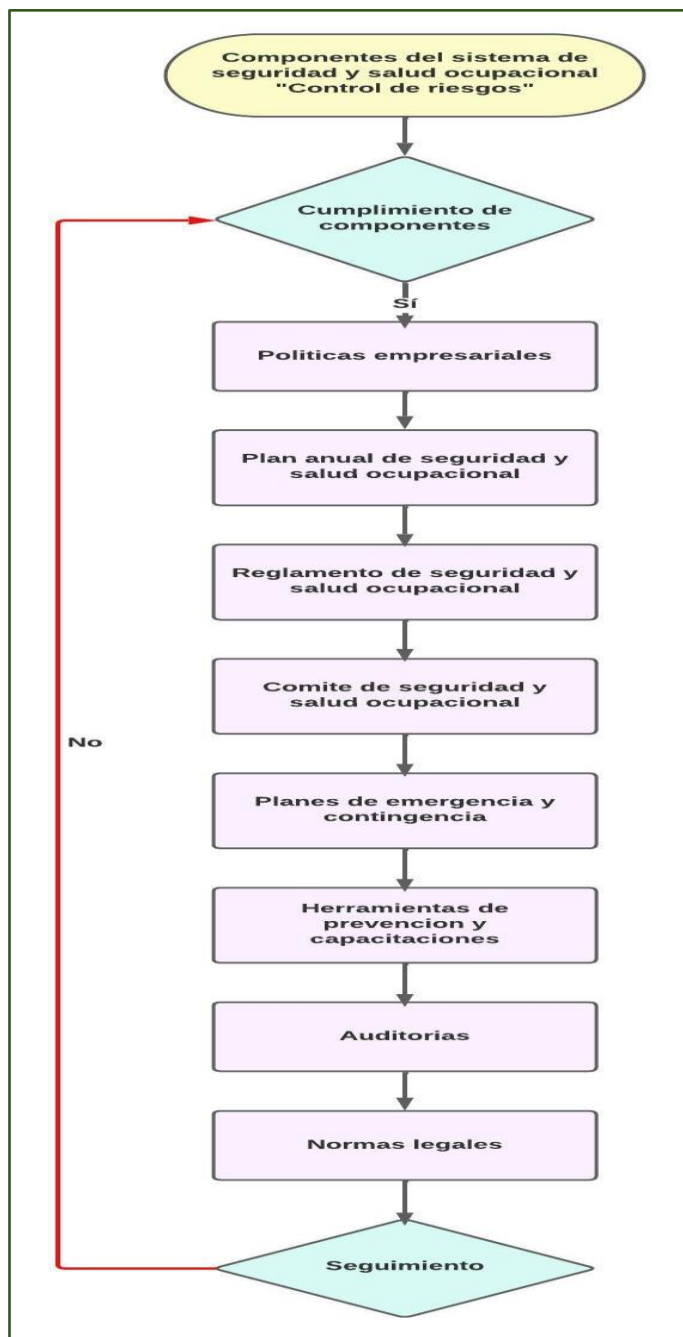 Componentes del sistema de
seguridad y salud ocupacional
"Control de riesgos"
Cumplimiento de
componentes
Sí
Politicas empresariales
Plan anual de seguridad y
salud ocupacional
Reglamento de seguridad y
salud ocupacional
Comite de seguridad y
salud ocupacional
No
Planes de emergencia y
contingencia
Herramientas de
prevencion y
capacitaciones
Auditorias
Normas legales
Seguimiento